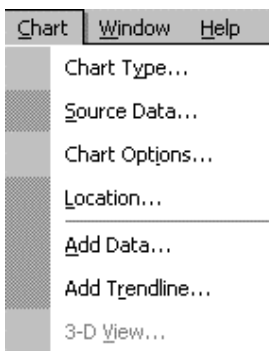 Chart Window Help
Chart Type...
Source Data...
Chart Options...
Location...
Add Data...
Add Trendline...
3-D View...